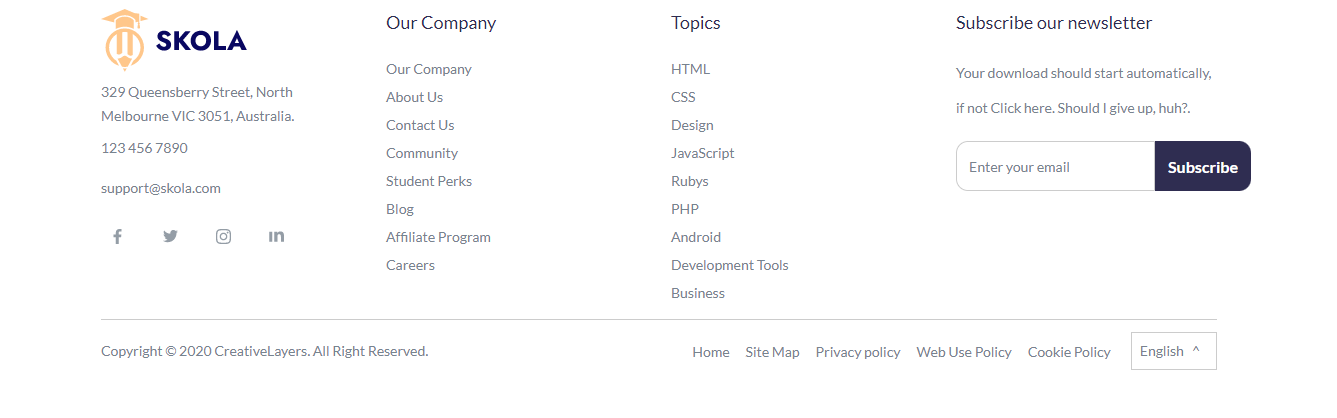 SKOLA
329 Queensberry Street, North
Melbourne VIC 3051, Australia.
123 456 7890
support@skola.com
Our Company
Our Company
About Us
Contact Us
Community
Student Perks
Blog
Affiliate Program
Careers
Topics
HTML
CSS
Design
JavaScript
Rubys
PHP
Android
Development Tools
Business
Subscribe our newsletter
Your download should start automatically,
if not Click here. Should I give up, huh?.
Enter your email
Subscribe
Copyright © 2020 CreativeLayers. All Right Reserved.
Home Site Map Privacy policy Web Use Policy Cookie Policy English ^